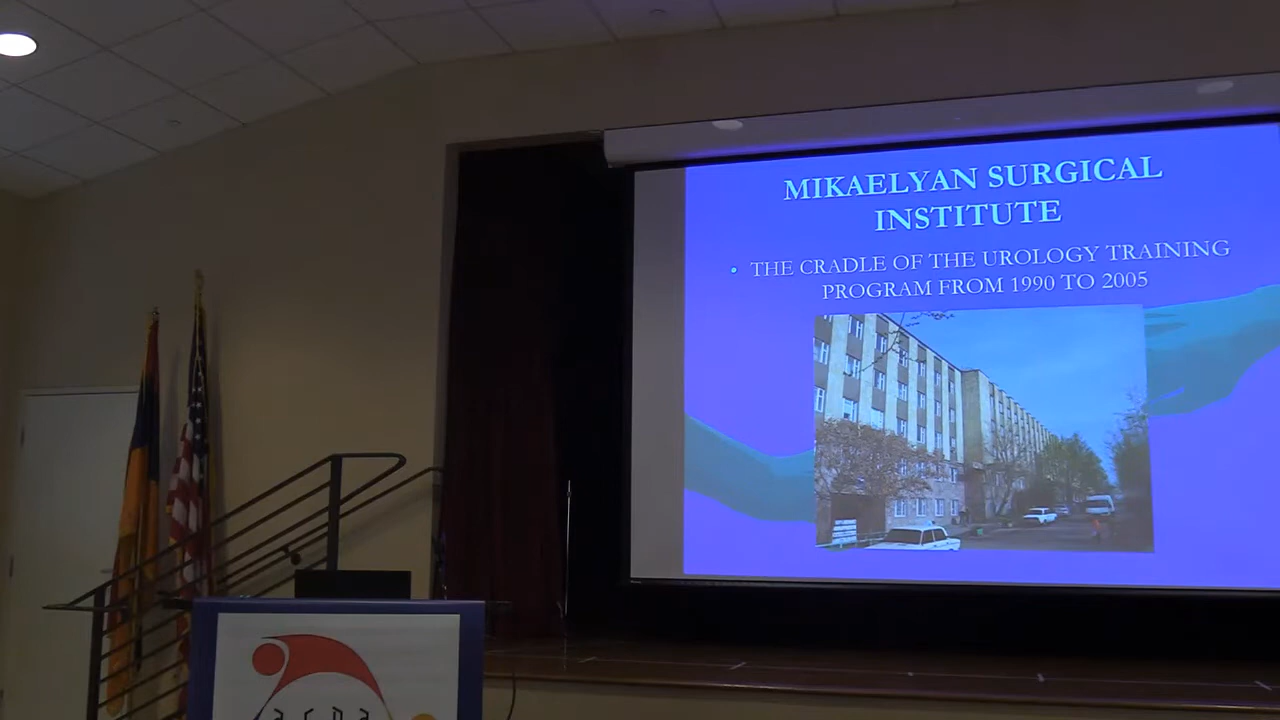 MIKAELYAN SURGICAL
INSTITUTE
• THE CRADLE OF THE UROLOGY TRAINING
PROGRAM FROM 1990 TO 2005